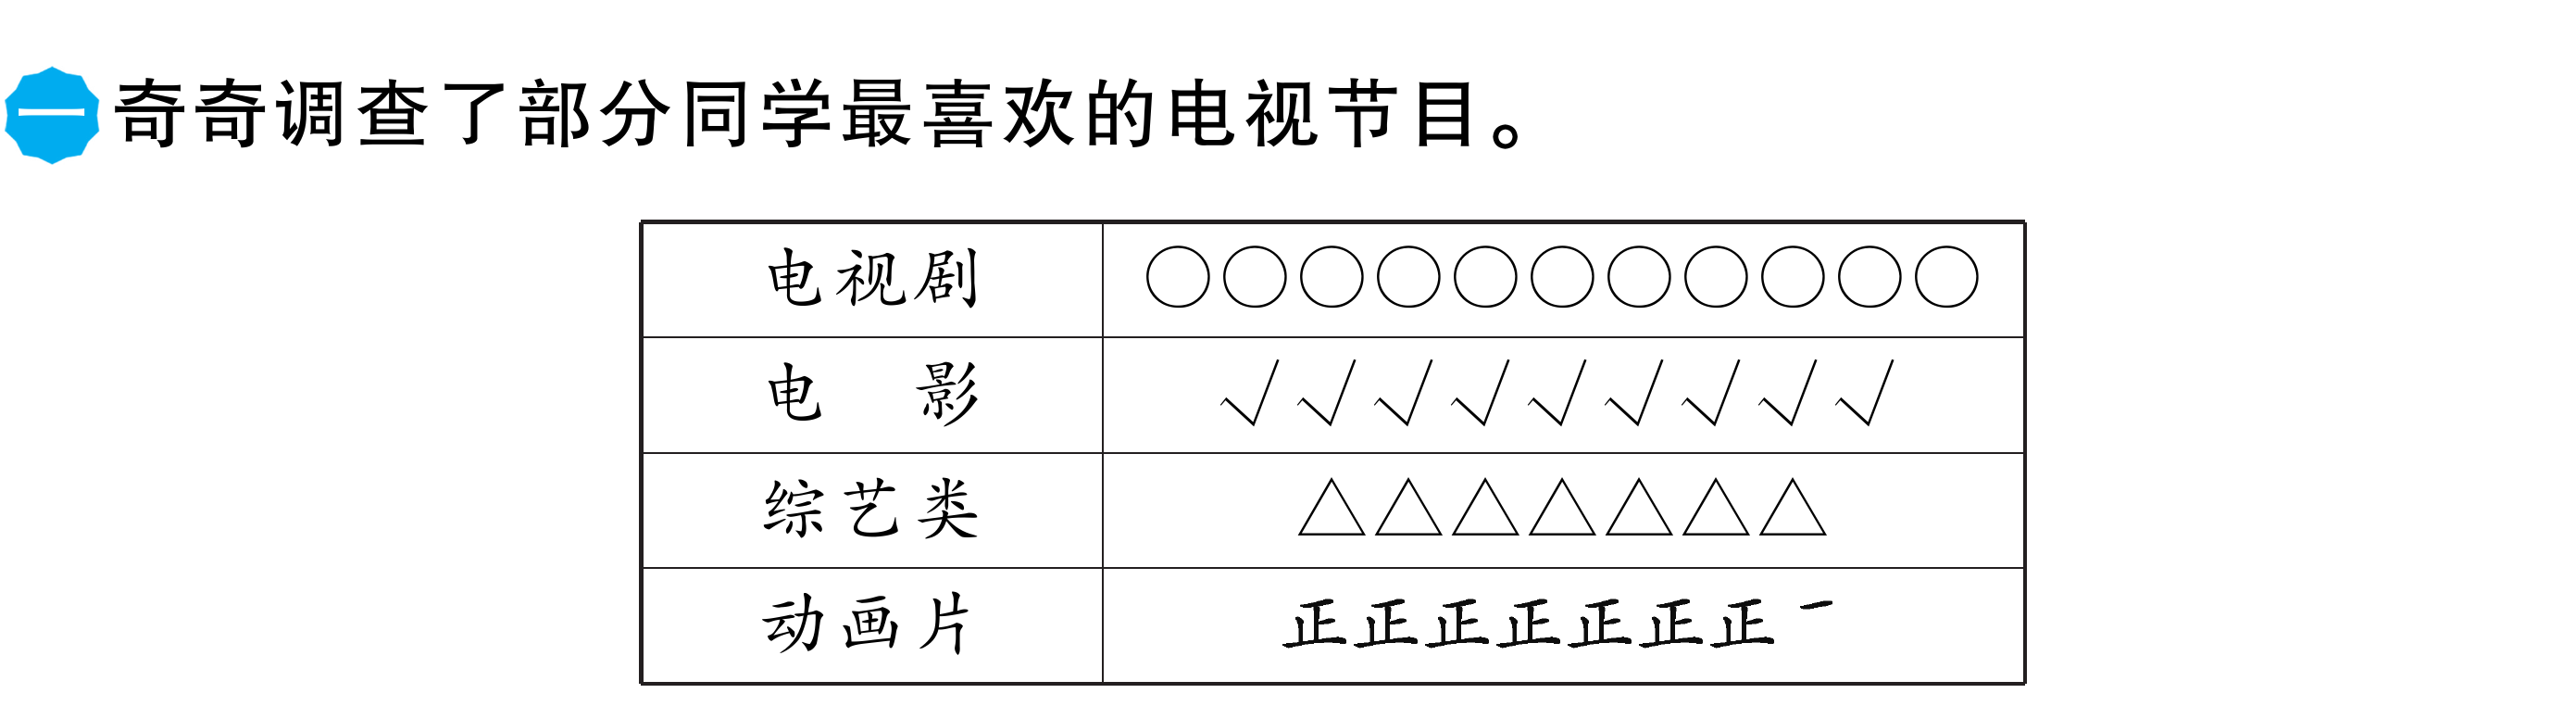 一 奇奇调查了部分同学最喜欢的电视节目。
电视剧 ○○○○○○○○○○○
电 影 √√√√√√√√√
综艺类 △△△△△△△
动画片 正正正正正正正一